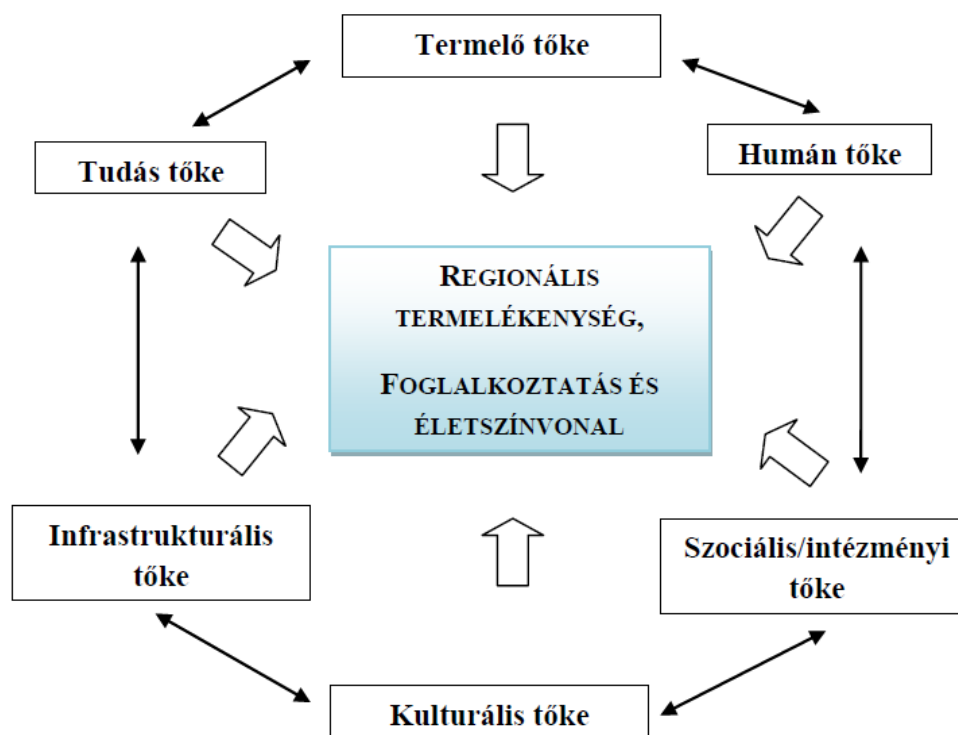 Termelő tőke
Tudás tőke
Humán tőke
REGIONÁLIS
TERMELÉKENYSÉG,
FOGLALKOZTATÁS ÉS
ÉLETSZÍNVONAL
Infrastrukturális
tőke
Szociális/intézményi
tőke
Kulturális tőke